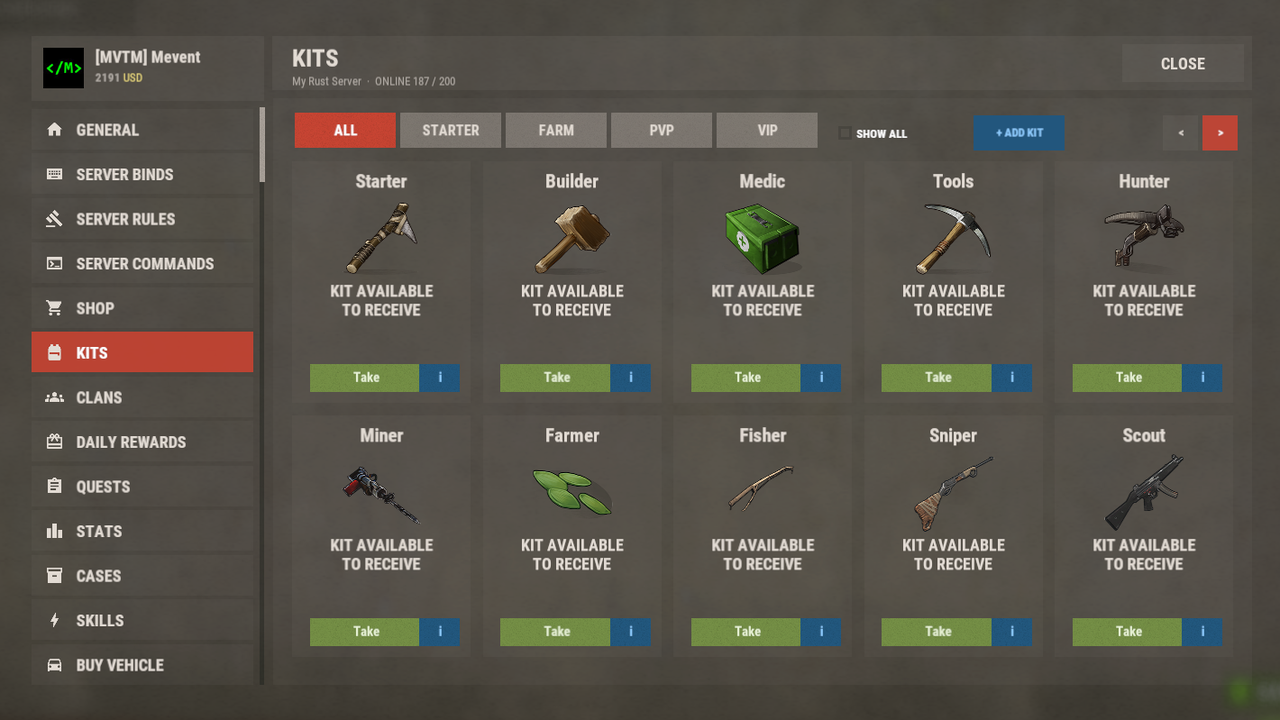 </M>
[MVTM] Mevent
2191 USD
GENERAL
SERVER BINDS
SERVER RULES
SERVER COMMANDS
SHOP
KITS
CLANS
DAILY REWARDS
QUESTS
STATS
CASES
SKILLS
BUY VEHICLE
KITS
My Rust Server · ONLINE 187 / 200
CLOSE
ALL STARTER FARM PVP VIP SHOW ALL + ADD KIT < >
Starter
KIT AVAILABLE
TO RECEIVE
Take i
Builder
KIT AVAILABLE
TO RECEIVE
Take i
Medic
KIT AVAILABLE
TO RECEIVE
Take i
Tools
KIT AVAILABLE
TO RECEIVE
Take i
Hunter
KIT AVAILABLE
TO RECEIVE
Take i
Miner
KIT AVAILABLE
TO RECEIVE
Take i
Farmer
KIT AVAILABLE
TO RECEIVE
Take i
Fisher
KIT AVAILABLE
TO RECEIVE
Take i
Sniper
KIT AVAILABLE
TO RECEIVE
Take i
Scout
KIT AVAILABLE
TO RECEIVE
Take i